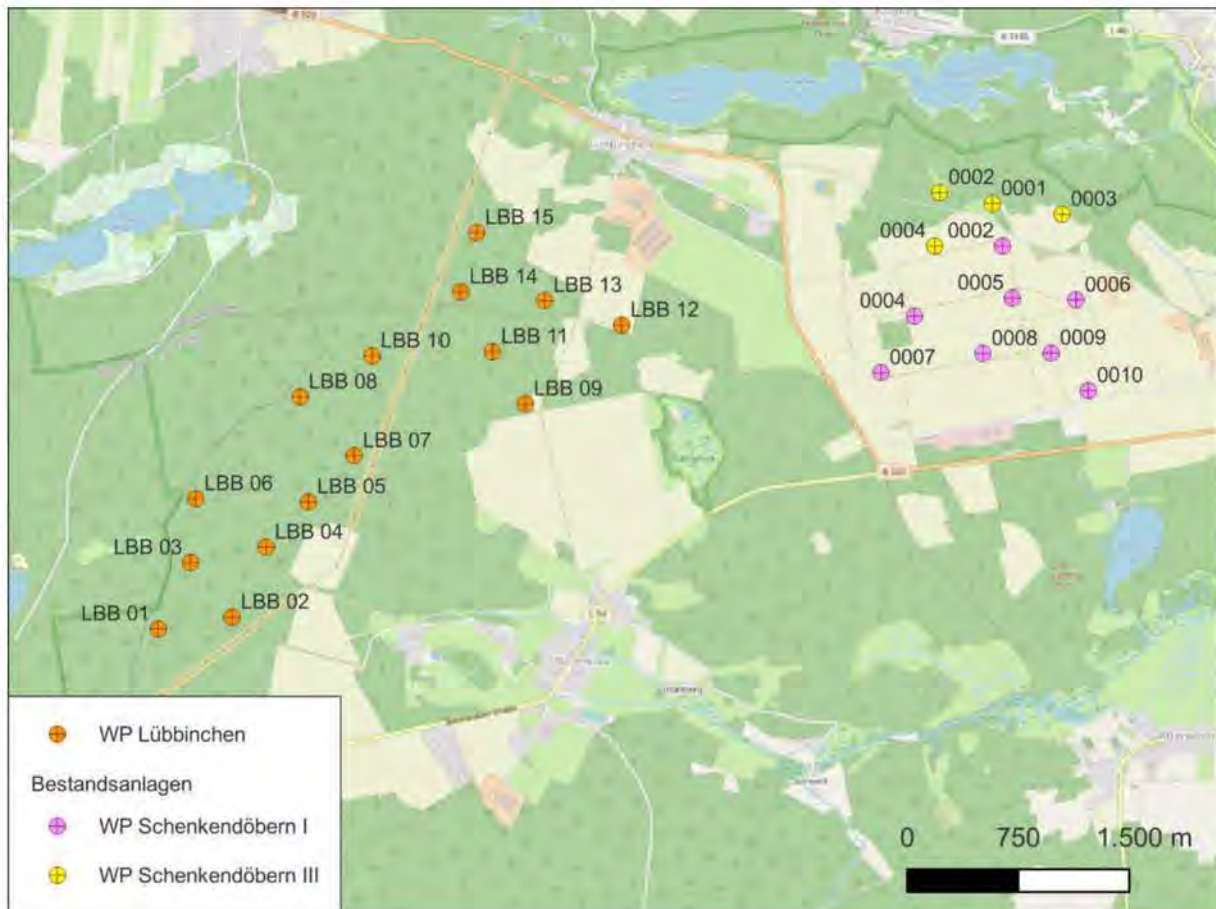 0002
0001
0003
0004
0002
LBB 15
LBB 14
LBB 13
0005
0006
0004
LBB 12
LBB 10
LBB 11
0008
0009
0007
LBB 08
LBB 09
0010
LBB 07
LBB 06
LBB 05
LBB 04
LBB 03
LBB 02
LBB 01
WP Lübbinchen
Bestandsanlagen
WP Schenkendöbern I
WP Schenkendöbern III
0 750 1.500 m